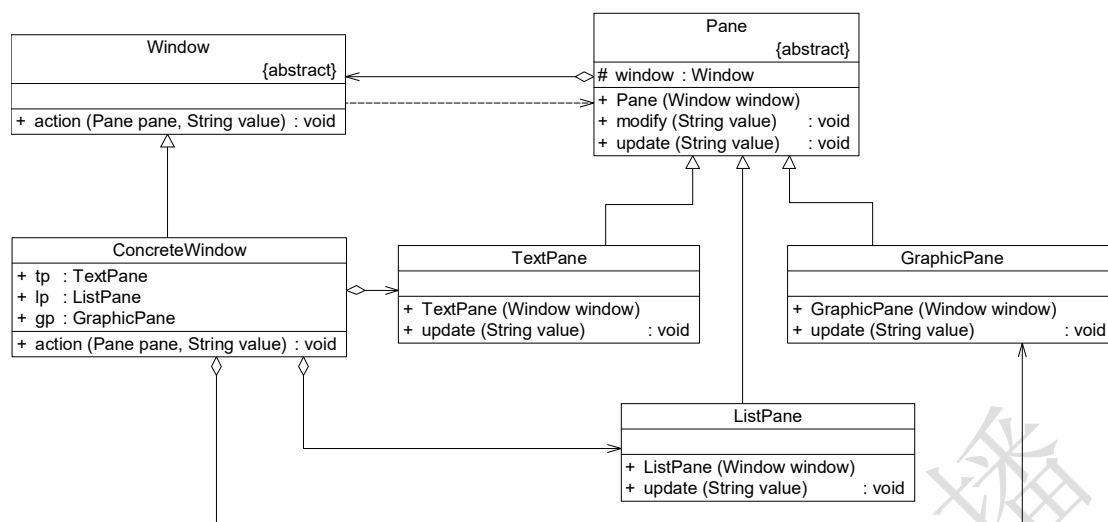 Window
{abstract}
+ action (Pane pane, String value) : void
Pane
{abstract}
# window : Window
+ Pane (Window window)
+ modify (String value) : void
+ update (String value) : void
ConcreteWindow
+ tp : TextPane
+ lp : ListPane
+ gp : GraphicPane
+ action (Pane pane, String value) : void
TextPane
+ TextPane (Window window)
+ update (String value) : void
GraphicPane
+ GraphicPane (Window window)
+ update (String value) : void
ListPane
+ ListPane (Window window)
+ update (String value) : void
播